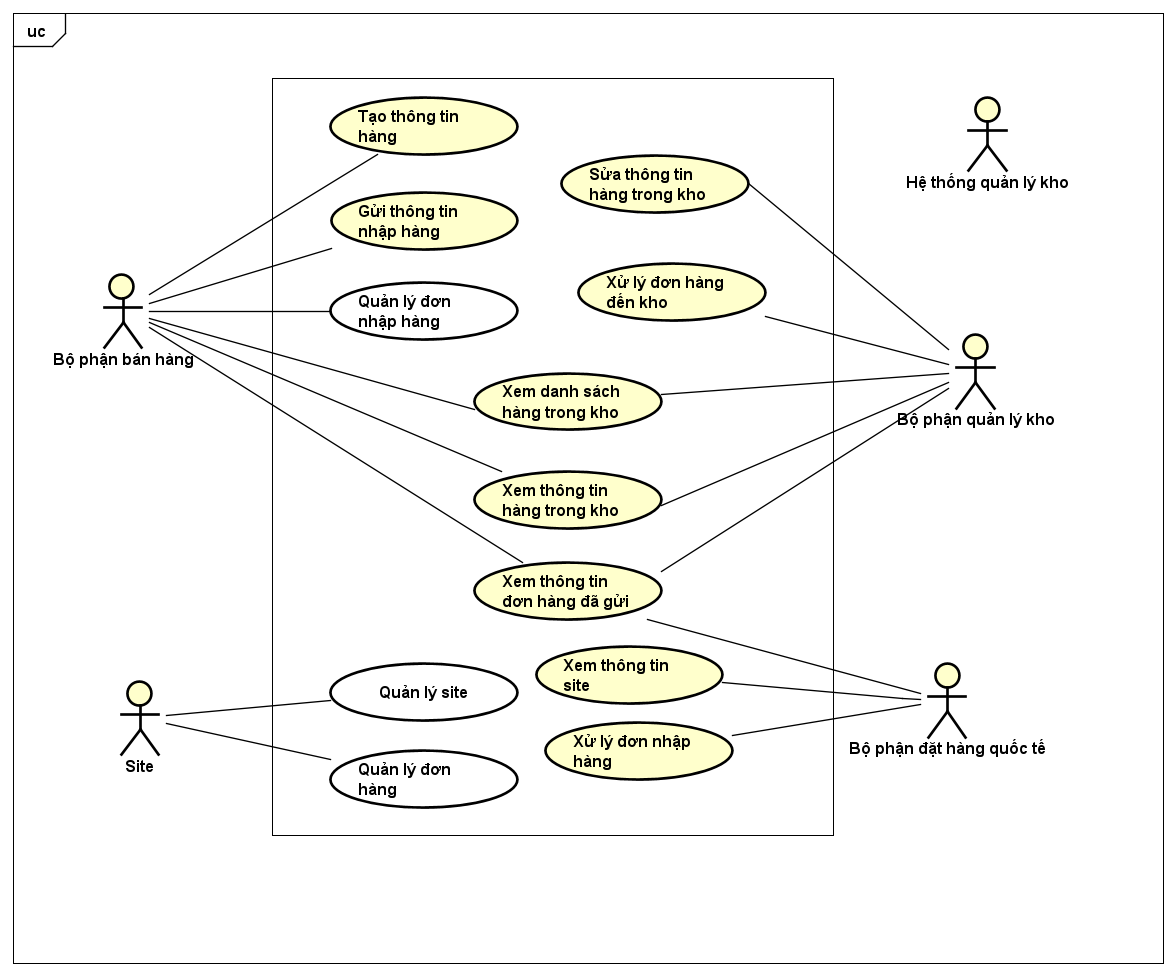 uc
Tạo thông tin
hàng
Sửa thông tin
hàng trong kho
Hệ thống quản lý kho
Gửi thông tin
nhập hàng
Xử lý đơn hàng
đến kho
Quản lý đơn
nhập hàng
Bộ phận bán hàng
Xem danh sách
hàng trong kho
Bộ phận quản lý kho
Xem thông tin
hàng trong kho
Xem thông tin
đơn hàng đã gửi
Xem thông tin
site
Quản lý site
Xử lý đơn nhập
hàng
Bộ phận đặt hàng quốc tế
Site
Quản lý đơn
hàng